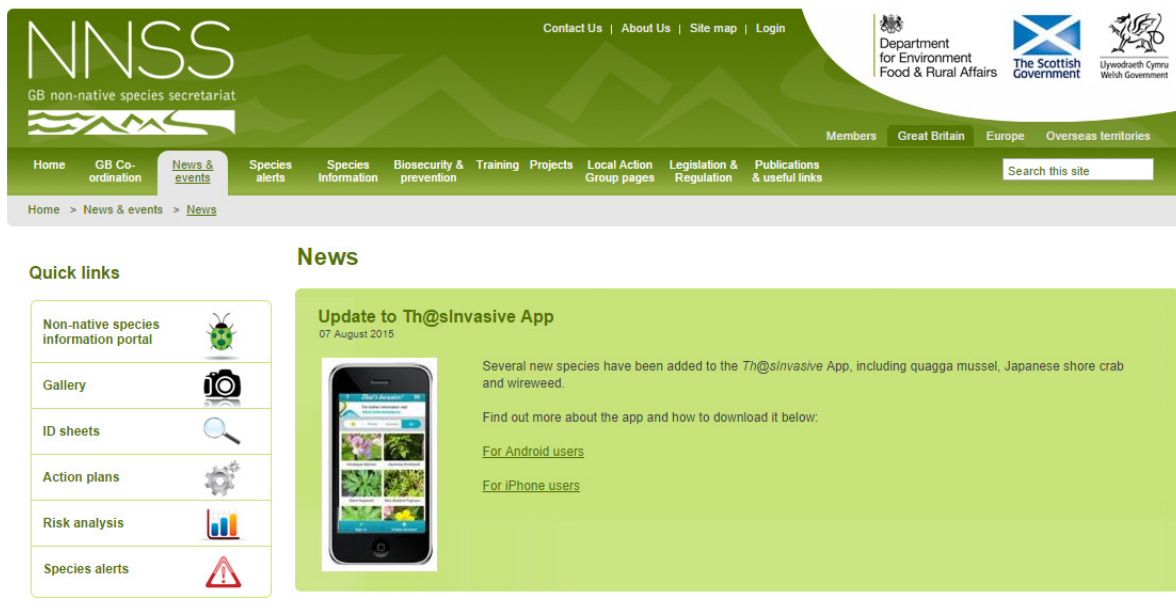 NNSS
GB non-native species secretariat
Contact Us | About Us | Site map | Login
Department
for Environment
Food & Rural Affairs
The Scottish
Government
Llywodraeth Cymru
Welsh Government
Members Great Britain Europe Overseas territories
Home
GB Co-
ordination
News &
events
Species
alerts
Species
Information
Biosecurity &
prevention
Training
Projects
Local Action
Group pages
Legislation &
Regulation
Publications
& useful links
Search this site
Home > News & events > News
Quick links
Non-native species
information portal
Gallery
ID sheets
Action plans
Risk analysis
Species alerts
News
Update to Th@sInvasive App
07 August 2015
Several new species have been added to the Th@sInvasive App, including quagga mussel, Japanese shore crab
and wireweed.
Find out more about the app and how to download it below:
For Android users
For iPhone users
That's Invasive!
For further information visit